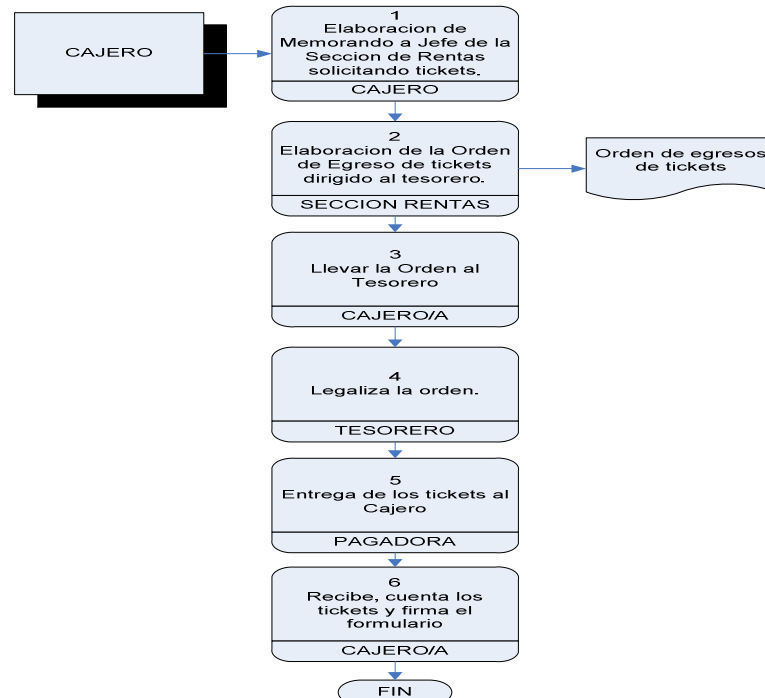 CAJERO
1
Elaboracion de
Memorando a Jefe de la
Seccion de Rentas
solicitando tickets.
CAJERO
2
Elaboracion de la Orden
de Egreso de tickets
dirigido al tesorero.
SECCION RENTAS
Orden de egresos
de tickets
3
Llevar la Orden al
Tesorero
CAJERO/A
4
Legaliza la orden.
TESORERO
5
Entrega de los tickets al
Cajero
PAGADORA
6
Recibe, cuenta los
tickets y firma el
formulario
CAJERO/A
FIN